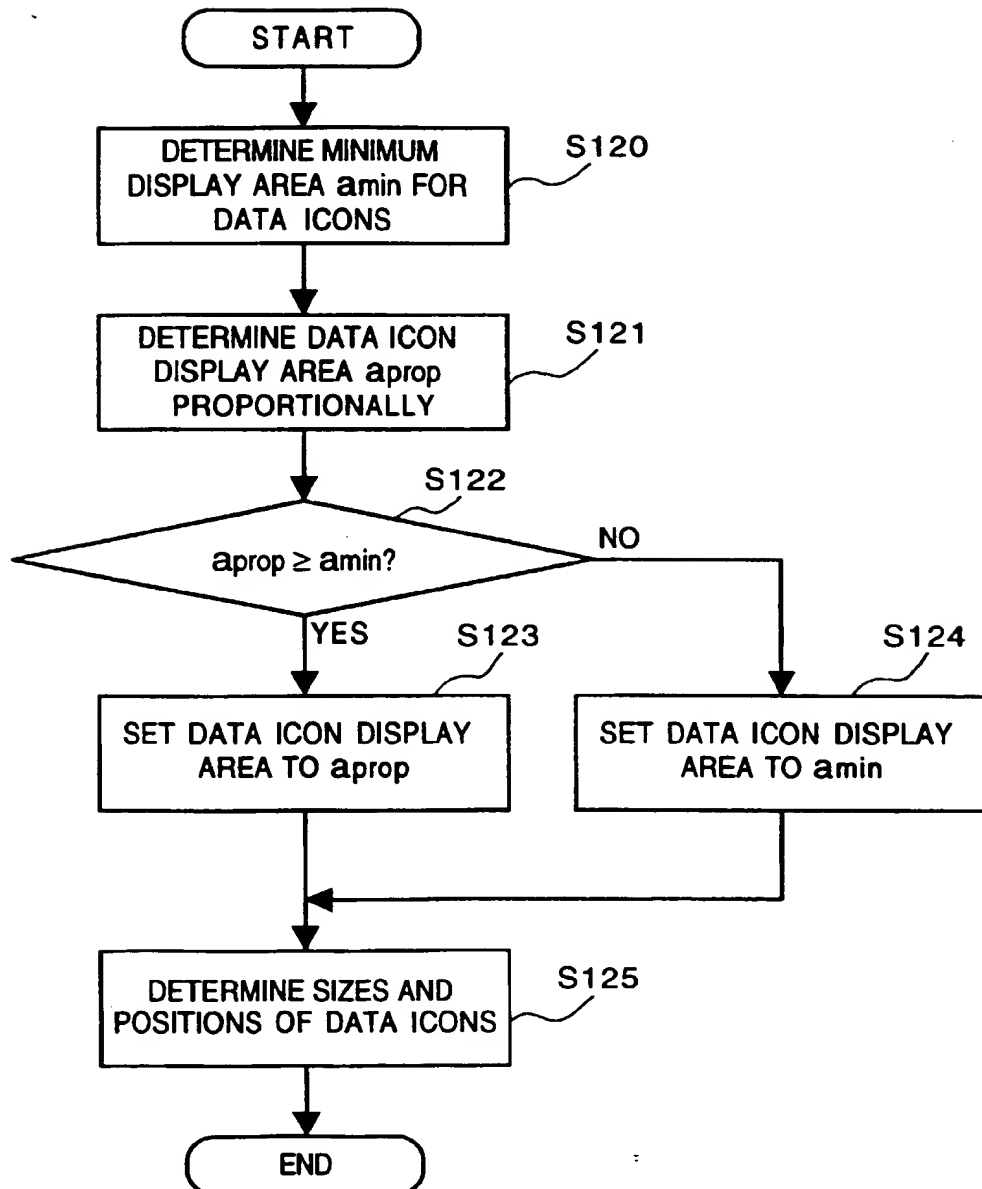 START
DETERMINE MINIMUM
DISPLAY AREA amin FOR
DATA ICONS
S120
DETERMINE DATA ICON
DISPLAY AREA aprop
PROPORTIONALLY
S121
S122
aprop ≥ amin?
NO
YES
S123
SET DATA ICON DISPLAY
AREA TO aprop
S124
SET DATA ICON DISPLAY
AREA TO amin
DETERMINE SIZES AND
POSITIONS OF DATA ICONS
S125
END